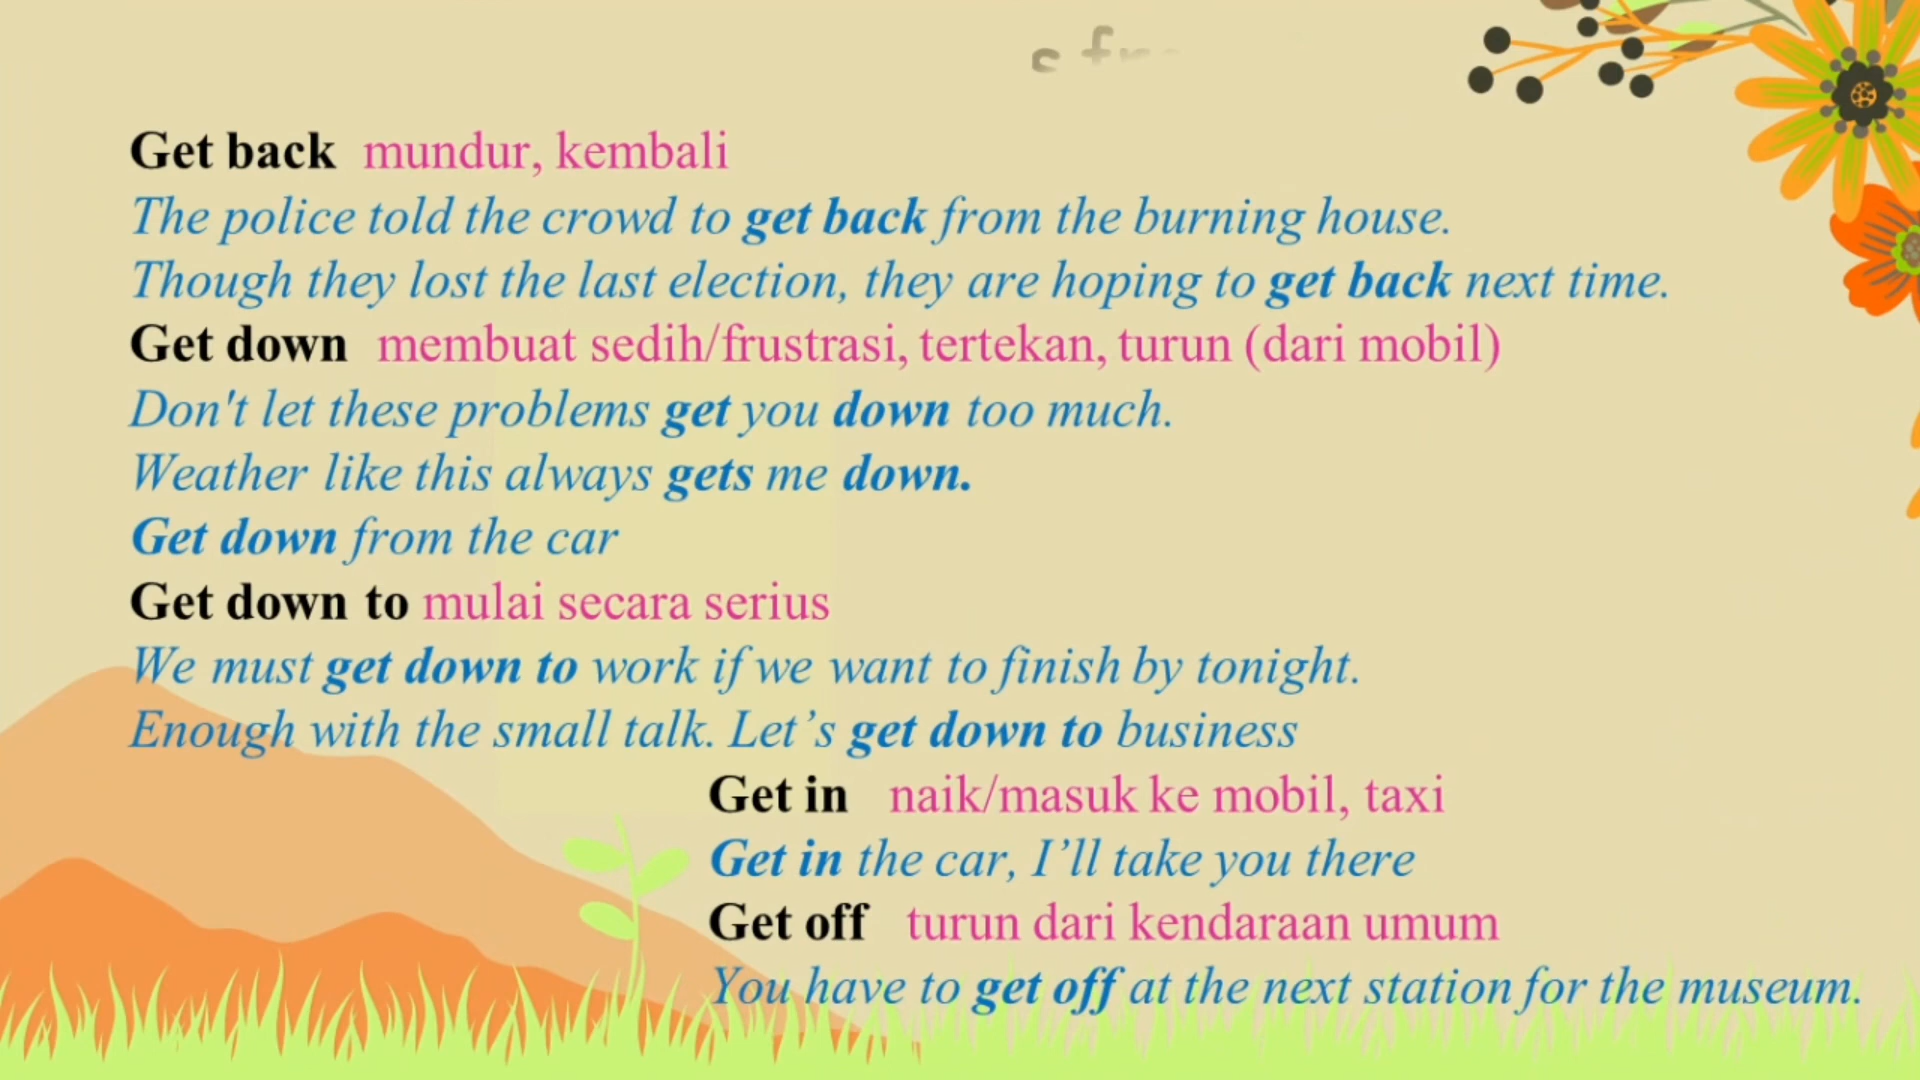 Get back mundur, kembali
The police told the crowd to get back from the burning house.
Though they lost the last election, they are hoping to get back next time.
Get down membuat sedih/frustrasi, tertekan, turun (dari mobil)
Don't let these problems get you down too much.
Weather like this always gets me down.
Get down from the car
Get down to mulai secara serius
We must get down to work if we want to finish by tonight.
Enough with the small talk. Let’s get down to business
Get in naik/masuk ke mobil, taxi
Get in the car, I’ll take you there
Get off turun dari kendaraan umum
You have to get off at the next station for the museum.